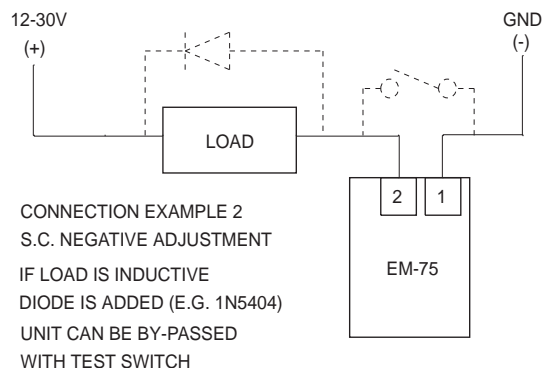 12-30V
(+)
GND
(-)
LOAD
2
1
EM-75
CONNECTION EXAMPLE 2
S.C. NEGATIVE ADJUSTMENT
IF LOAD IS INDUCTIVE
DIODE IS ADDED (E.G. 1N5404)
UNIT CAN BE BY-PASSED
WITH TEST SWITCH